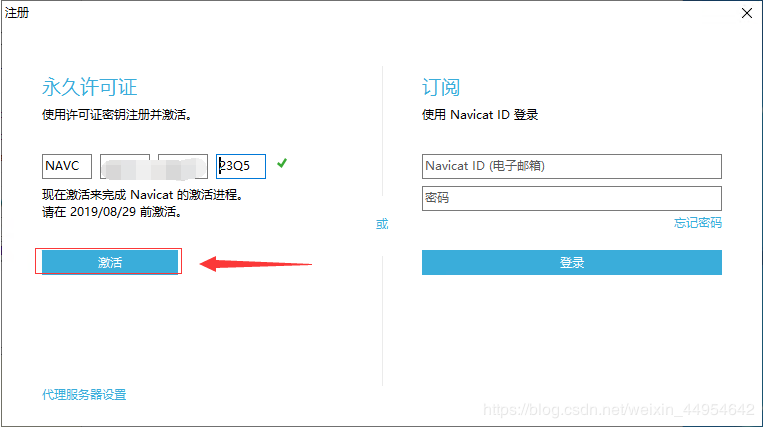 注册
永久许可证
使用许可证密钥注册并激活。
NAVC 23Q5
现在激活来完成 Navicat 的激活进程。
请在 2019/08/29 前激活。
激活
代理服务器设置
或
订阅
使用 Navicat ID 登录
Navicat ID (电子邮箱)
密码
忘记密码
登录
https://blog.csdn.net/weixin_44954642